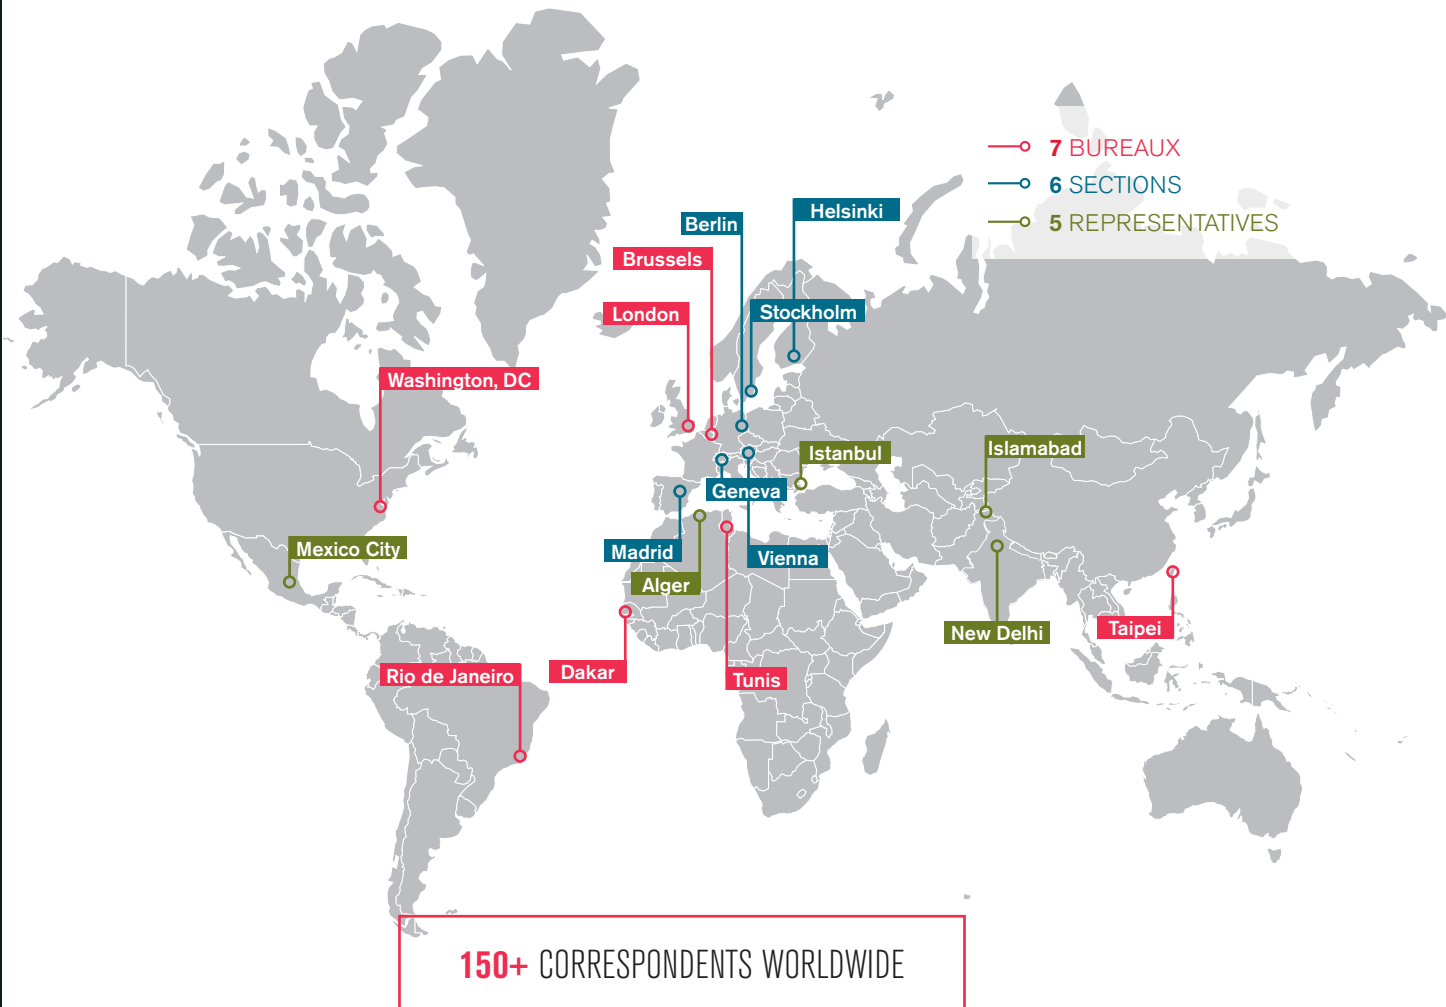 7 BUREAUX
6 SECTIONS
5 REPRESENTATIVES
Helsinki
Berlin
Brussels
London
Stockholm
Washington, DC
Istanbul
Islamabad
Geneva
Mexico City
Madrid
Vienna
Alger
Taipei
New Delhi
Dakar
Rio de Janeiro
Tunis
150+ CORRESPONDENTS WORLDWIDE